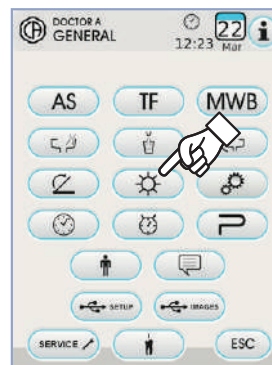 DOCTOR A
GENERAL
12:23
22
Mar
i
AS TF MWB
SETUP IMAGES
SERVICE ESC